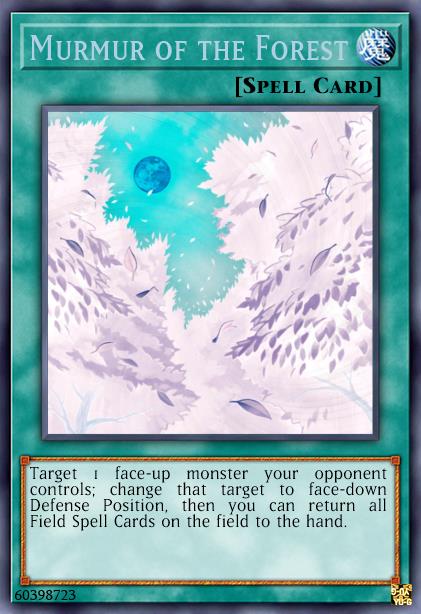 Murmur of the Forest
魔
[Spell Card]
Target 1 face-up monster your opponent
controls; change that target to face-down
Defense Position, then you can return all
Field Spell Cards on the field to the hand.
60398723